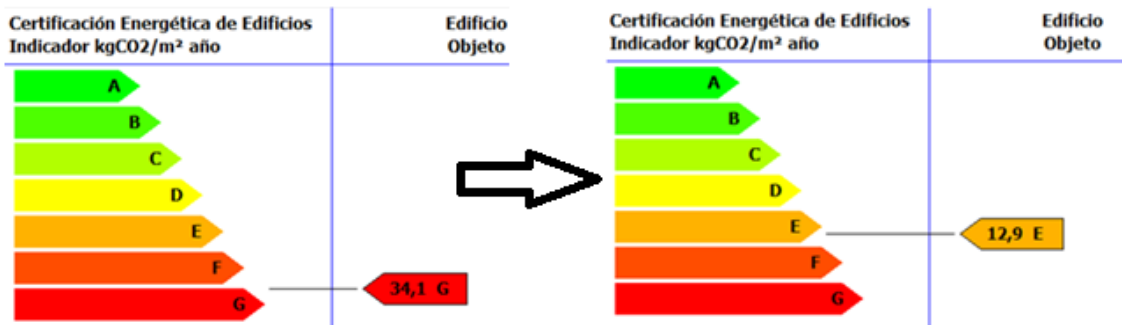 Certificación Energética de Edificios
Indicador kgCO2/m² año
Edificio
Objeto
A
B
C
D
E
F
G
34,1 G
Certificación Energética de Edificios
Indicador kgCO2/m² año
Edificio
Objeto
A
B
C
D
E
12,9 E
F
G